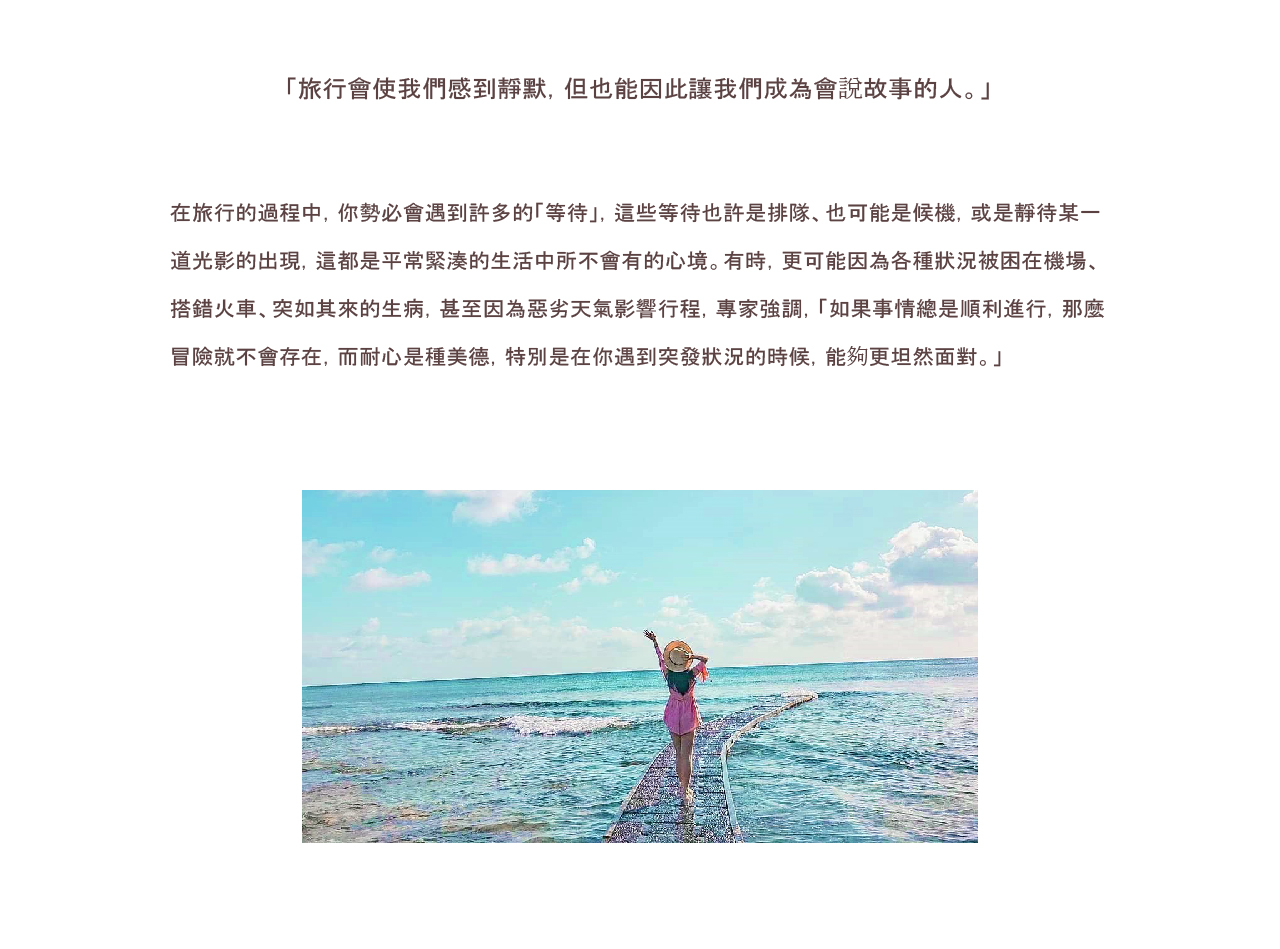 「旅行會使我們感到靜默, 但也能因此讓我們成為會說故事的人。」
在旅行的過程中, 你勢必會遇到許多的「等待」, 這些等待也許是排隊、也可能是候機, 或是靜待某一
道光影的出現, 這都是平常緊湊的生活中所不會有的心境。有時, 更可能因為各種狀況被困在機場、
搭錯火車、突如其來的生病, 甚至因為惡劣天氣影響行程, 專家強調, 「如果事情總是順利進行, 那麼
冒險就不會存在, 而耐心是種美德, 特別是在你遇到突發狀況的時候, 能夠更坦然面對。」